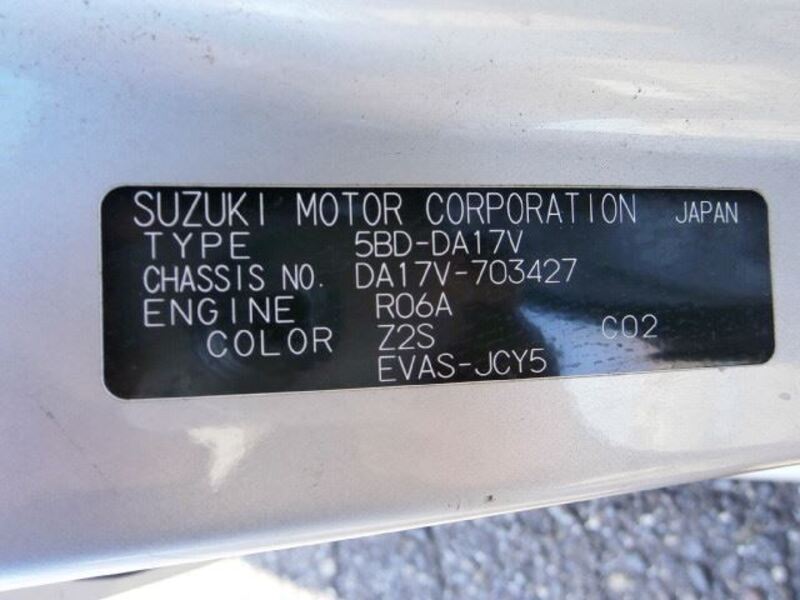 SUZUKI MOTOR CORPORATION JAPAN
TYPE 5BD-DA17V
CHASSIS NO. DA17V-703427
ENGINE R06A
COLOR Z2S C02
EVAS-JCY5